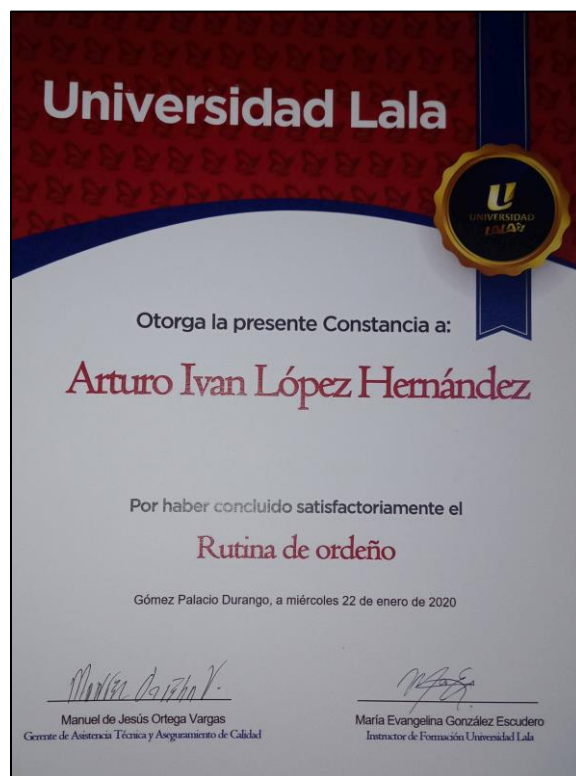 Universidad Lala
U
UNIVERSIDAD
LALA
Otorga la presente Constancia a:
Arturo Ivan López Hernández
Por haber concluido satisfactoriamente el
Rutina de ordeño
Gómez Palacio Durango, a miércoles 22 de enero de 2020
Manuel de Jesús Ortega Vargas
Gerente de Asistencia Técnica y Aseguramiento de Calidad
María Evangelina González Escudero
Instructor de Formación Universidad Lala